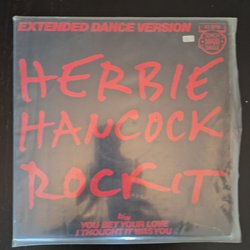 EXTENDED DANCE VERSION
HERBIE
HANCOCK
ROCKIT
b/w
YOU BET YOUR LOVE
I THOUGHT IT WAS YOU